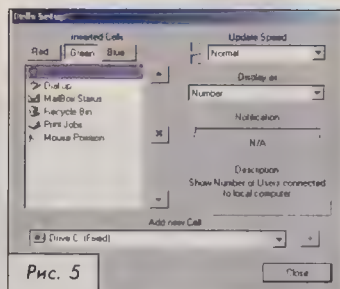 Cells Setup
Inserted Cells
Red Green Blue
Dial up
MailBox Status
Recycle Bin
Print Jobs
Mouse Position
Update Speed
Normal
Display as
Number
Notification
N/A
Description
Show Number of Users connected
to local computer
Add new Cell
Drive C: (Fixed)
Close
Рис. 5